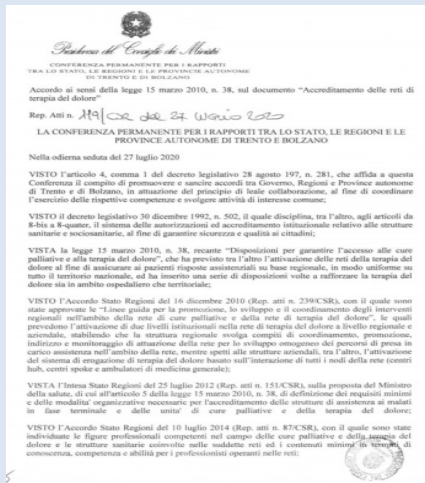 Presidenza del Consiglio dei Ministri
CONFERENZA PERMANENTE PER I RAPPORTI
TRA LO STATO, LE REGIONI E LE PROVINCIE AUTONOME
DI TRENTO E DI BOLZANO
Accordo ai sensi della legge 15 marzo 2010, n. 38, sul documento “Accreditamento delle reti di
terapia del dolore”
Rep. Atti n. 119/CSR del 27 luglio 2020
LA CONFERENZA PERMANENTE PER I RAPPORTI TRA LO STATO, LE REGIONI E LE
PROVINCE AUTONOME DI TRENTO E BOLZANO
Nella odierna seduta del 27 luglio 2020
VISTO l'articolo 4, comma 1 del decreto legislativo 28 agosto 197, n. 281, che affida a questa
Conferenza il compito di promuovere e sancire accordi tra Governo, Regioni e Province autonome
di Trento e di Bolzano, in attuazione del principio di leale collaborazione, al fine di coordinare
l'esercizio delle rispettive competenze e svolgere attività di interesse comune;
VISTO il decreto legislativo 30 dicembre 1992, n. 502, il quale disciplina, tra l'altro, agli articoli da
8-bis a 8-quater, il sistema delle autorizzazioni ed accreditamento istituzionale relativo alle strutture
sanitarie e sociosanitarie, al fine di garantire sicurezza e qualità ai cittadini;
VISTA la legge 15 marzo 2010, n. 38, recante “Disposizioni per garantire l'accesso alle cure
palliative e alla terapia del dolore”, che ha previsto tra l'altro l'attivazione delle reti della terapia del
dolore al fine di assicurare ai pazienti risposte assistenziali su base regionale, in modo uniforme su
tutto il territorio nazionale, ed ha inserito una serie di disposizioni volte a rafforzare la terapia del
dolore sia in ambito ospedaliero che territoriale;
VISTO l'Accordo Stato Regioni del 16 dicembre 2010 (Rep. atti n. 239/CSR), con il quale sono
state approvate le “Linee guida per la promozione, lo sviluppo e il coordinamento degli interventi
regionali nell'ambito della rete di cure palliative e della rete di terapia del dolore”, le quali
prevedono l'attivazione di due livelli istituzionali nella rete di terapia del dolore a livello regionale e
aziendale, stabilendo che la struttura regionale svolga compiti di coordinamento, promozione,
indirizzo e monitoraggio di attuazione della rete per lo sviluppo omogeneo dei percorsi di presa in
carico assistenza nell'ambito della rete, mentre spetti alle strutture aziendali, tra l'altro, l'attivazione
del sistema di erogazione di terapia del dolore basato sull'interazione di tutti i nodi della rete (centri
hub, centri spoke e ambulatori di medicina generale);
VISTA l'Intesa Stato Regioni del 25 luglio 2012 (Rep. atti n. 151/CSR), sulla proposta del Ministro
della salute, di cui all'articolo 5 della legge 15 marzo 2010, n. 38, di definizione dei requisiti minimi
e delle modalita' organizzative necessarie per l'accreditamento delle strutture di assistenza ai malati
in fase terminale e delle unita' di cure palliative e della terapia del dolore;
VISTO l'Accordo Stato Regioni del 10 luglio 2014 (Rep. atti n. 87/CSR), con il quale sono state
individuate le figure professionali competenti nel campo delle cure palliative e della terapia del
dolore e le strutture sanitarie coinvolte nelle suddette reti ed i contenuti minimi in termini di
conoscenza, competenza e abilità per i professionisti operanti nelle reti;